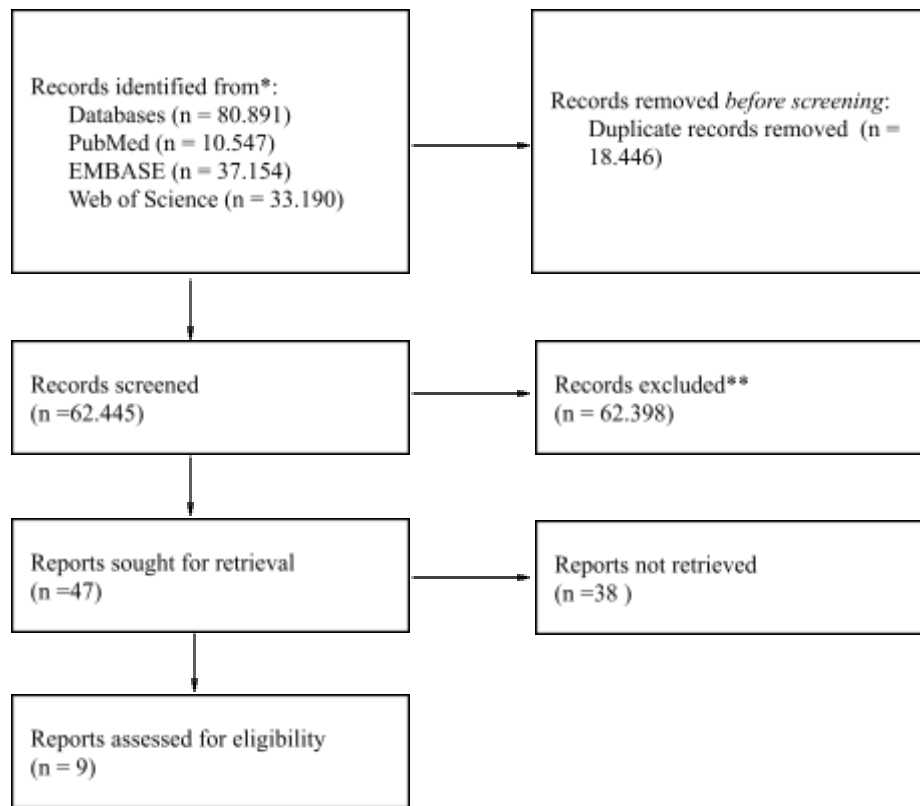 Records identified from*:
Databases (n = 80.891)
PubMed (n = 10.547)
EMBASE (n = 37.154)
Web of Science (n = 33.190)
Records removed before screening:
Duplicate records removed (n =
18.446)
Records screened
(n =62.445)
Records excluded**
(n = 62.398)
Reports sought for retrieval
(n =47)
Reports not retrieved
(n =38 )
Reports assessed for eligibility
(n = 9)